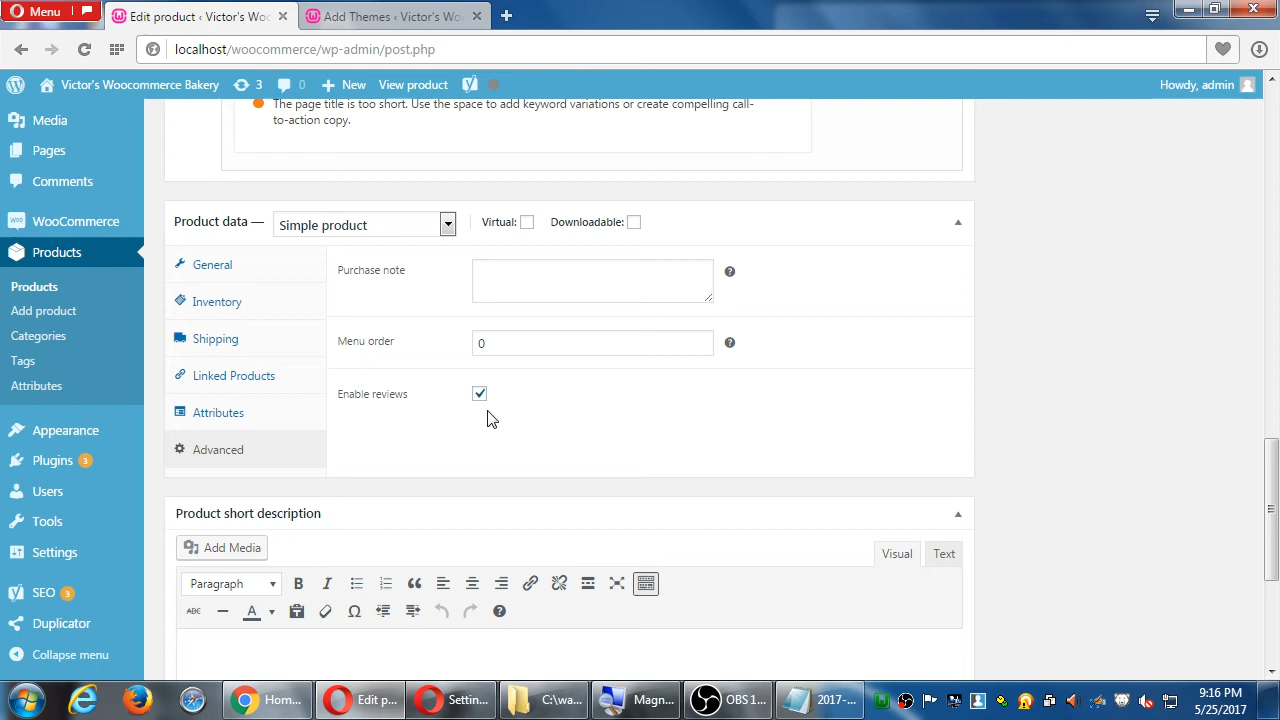 Menu
Edit product ‹ Victor's Woo
Add Themes ‹ Victor's Wo
localhost/woocommerce/wp-admin/post.php
Victor's Woocommerce Bakery
3
0
New
View product
Howdy, admin
The page title is too short. Use the space to add keyword variations or create compelling call-
to-action copy.
Media
Pages
Comments
WooCommerce
Products
Products
Add product
Categories
Tags
Attributes
Appearance
Plugins 3
Users
Tools
Settings
SEO 3
Duplicator
Collapse menu
Product data — Simple product Virtual: Downloadable:
General
Inventory
Shipping
Linked Products
Attributes
Advanced
Purchase note
Menu order 0
Enable reviews
Product short description
Add Media
Visual Text
Paragraph
B I
ABC A
Hom... Edit p... Settin... C:\wa... Magn... OBS 1... 2017-...
9:16 PM
5/25/2017